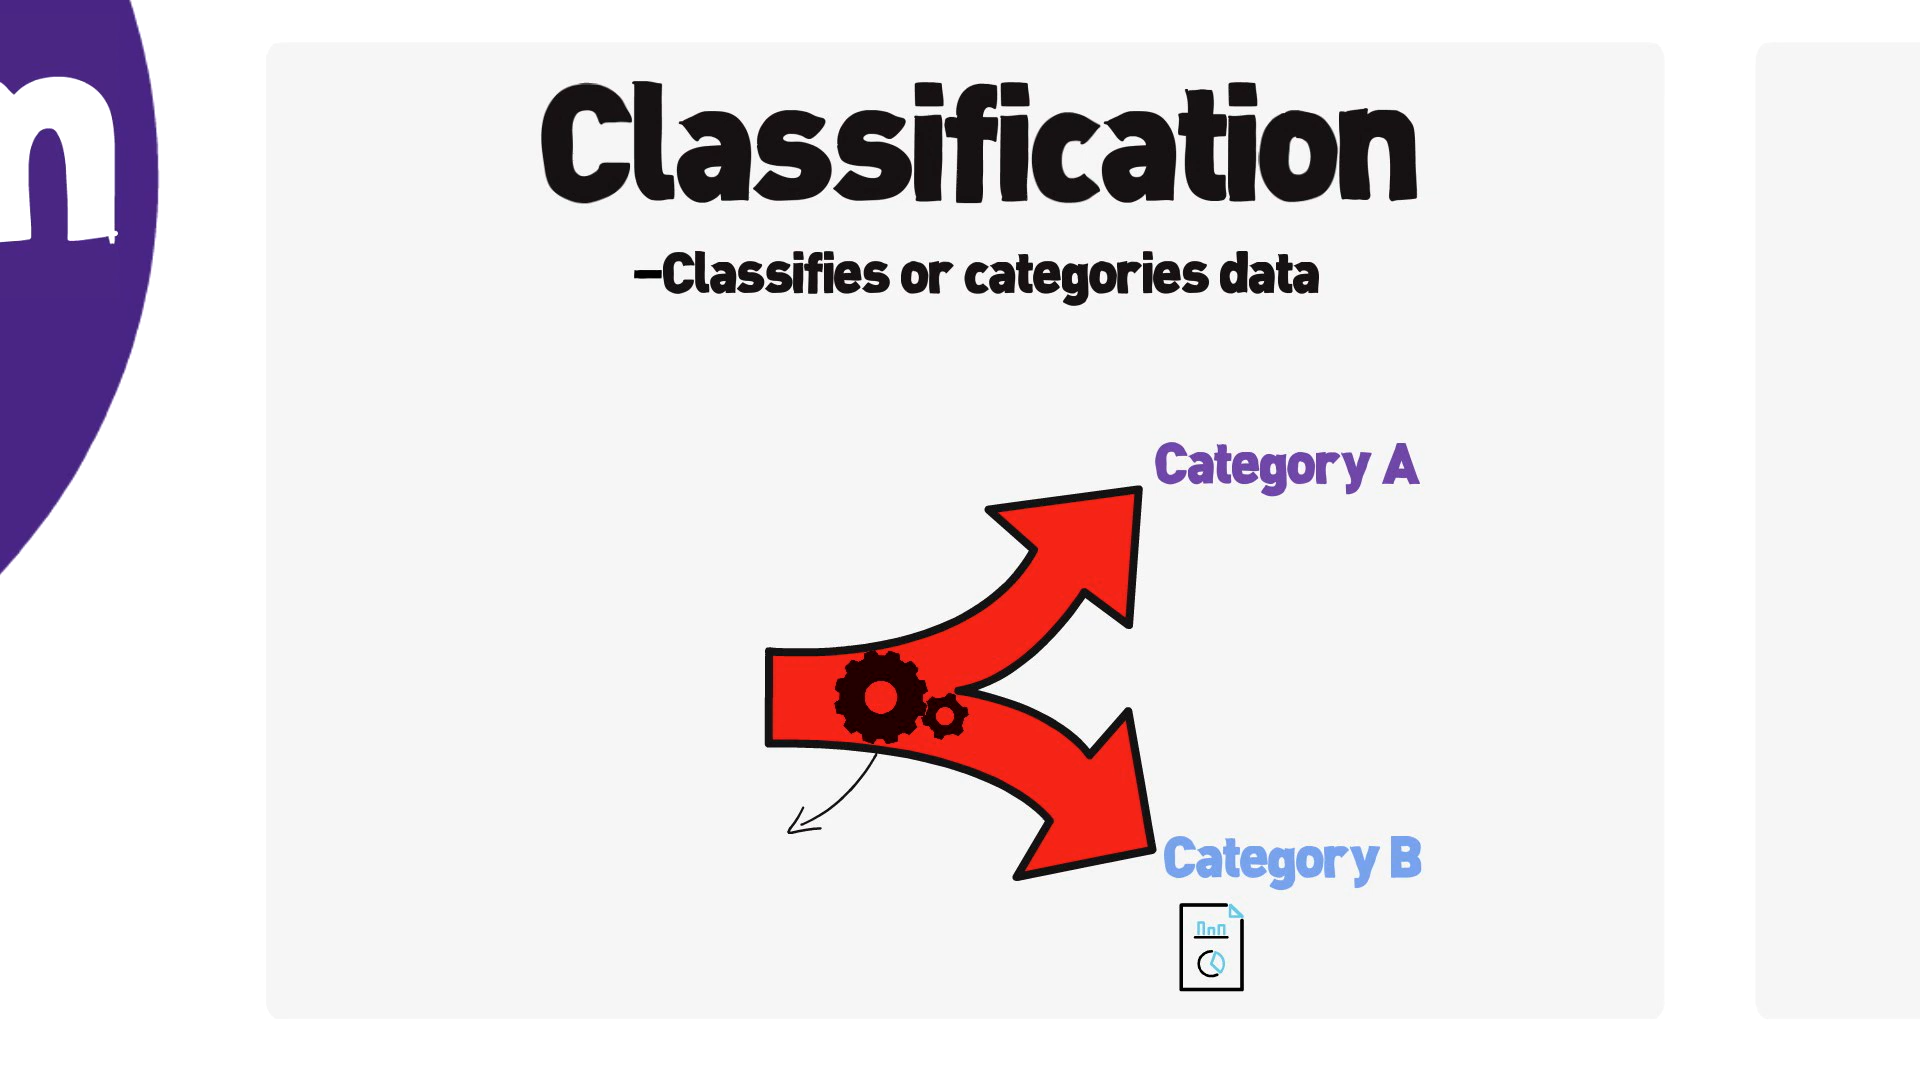 Classification
–Classifies or categories data
Category A
Category B